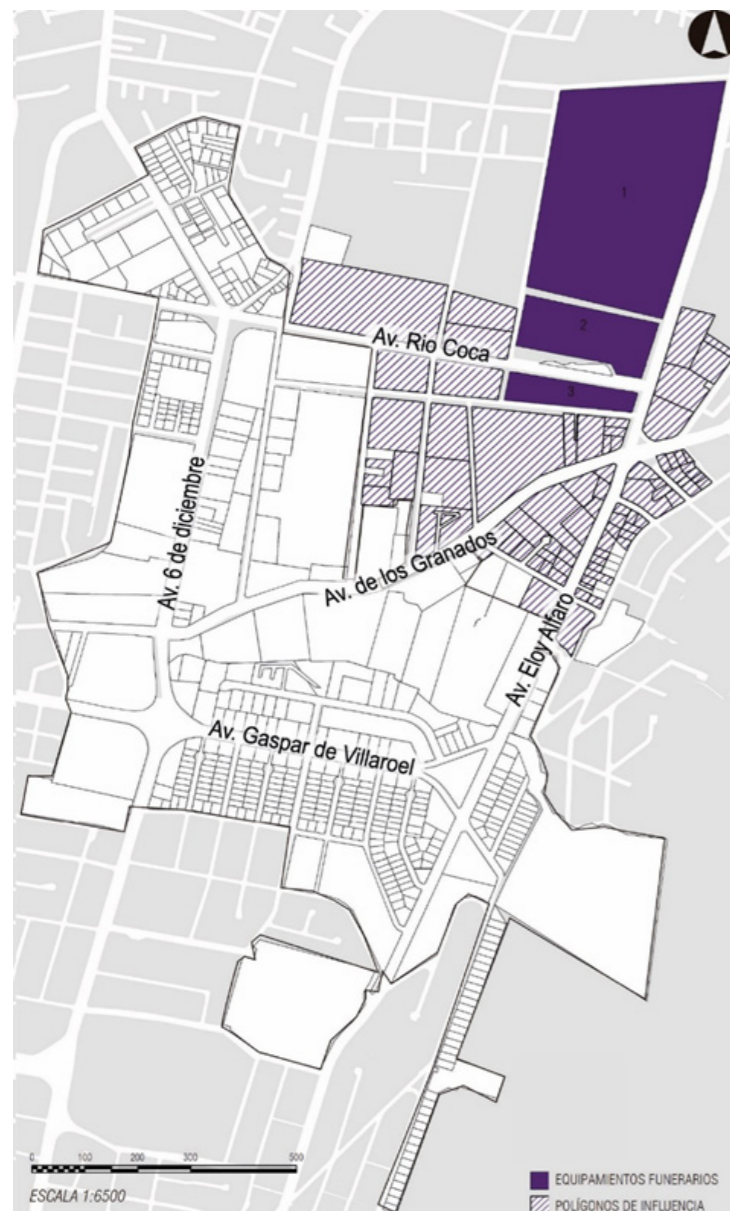 1
2
Av. Rio Coca
3
Av. 6 de diciembre
Av. de los Granados
Av. Eloy Alfaro
Av. Gaspar de Villaroel
0 100 200 300 500
ESCALA 1:6500
EQUIPAMIENTOS FUNERARIOS
POLÍGONOS DE INFLUENCIA